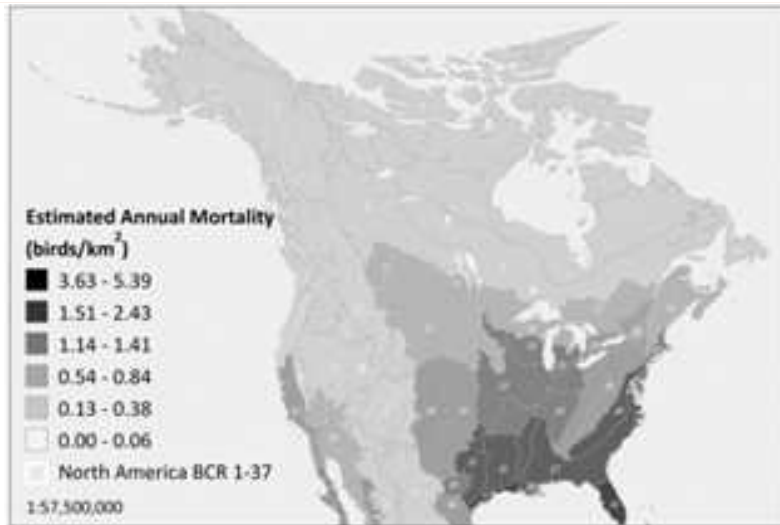 Estimated Annual Mortality
(birds/km²)
3.63 - 5.39
1.51 - 2.43
1.14 - 1.41
0.54 - 0.84
0.13 - 0.38
0.00 - 0.06
North America BCR 1-37
1:57,500,000